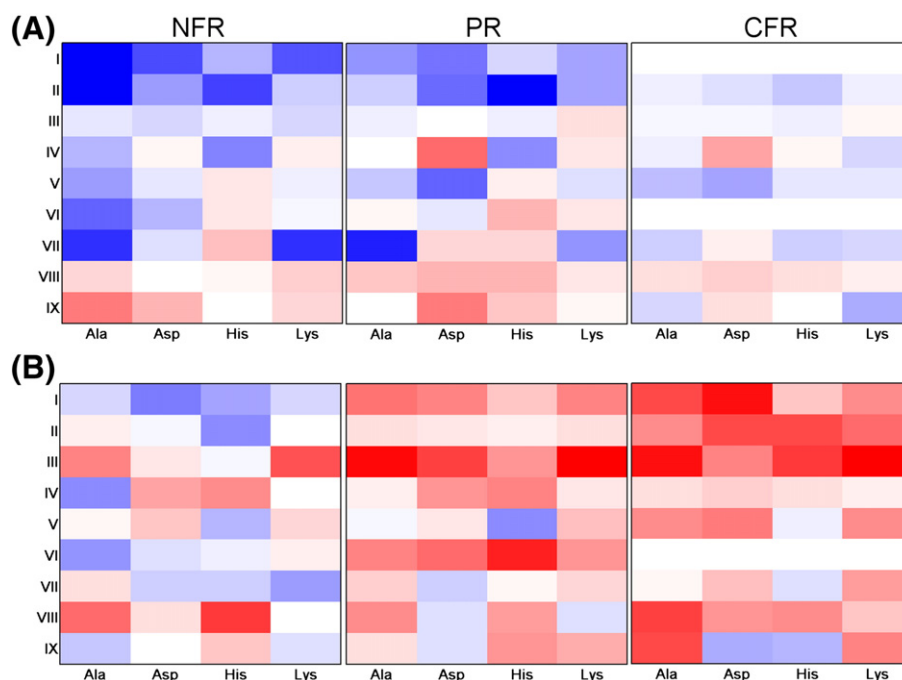 (A) NFR PR CFR
I
II
III
IV
V
VI
VII
VIII
IX
Ala Asp His Lys Ala Asp His Lys Ala Asp His Lys
(B)
I
II
III
IV
V
VI
VII
VIII
IX
Ala Asp His Lys Ala Asp His Lys Ala Asp His Lys